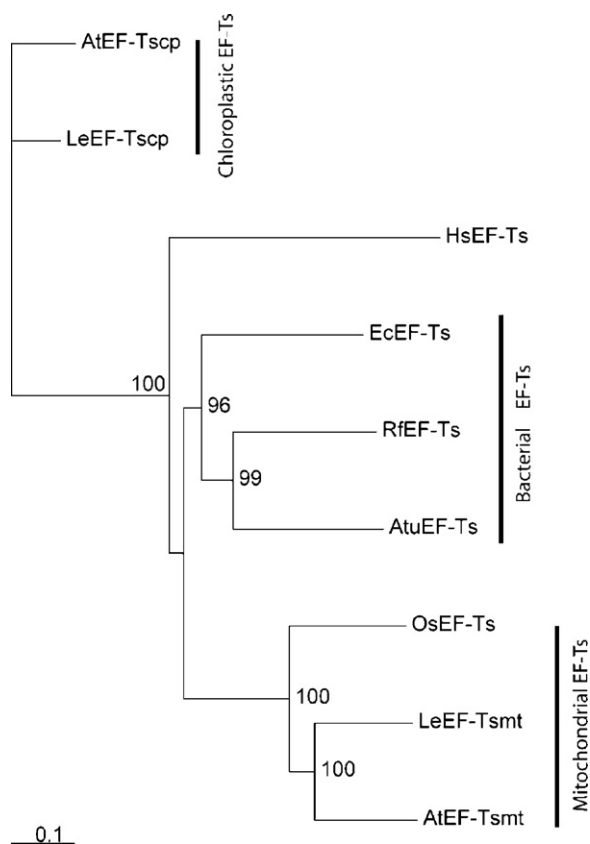 AtEF-Tscp
LeEF-Tscp
Chloroplastic EF-Ts
HsEF-Ts
EcEF-Ts
100
96
RfEF-Ts
99
AtuEF-Ts
Bacterial EF-Ts
OsEF-Ts
100
LeEF-Tsmt
100
AtEF-Tsmt
Mitochondrial EF-Ts
0.1